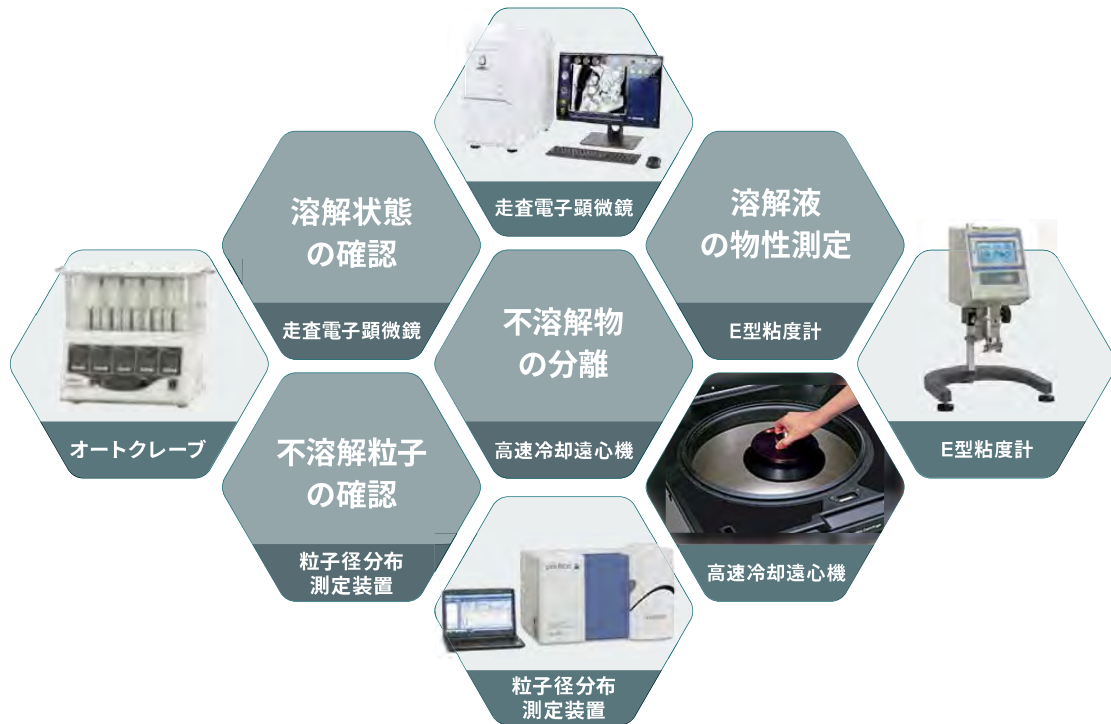 走査電子顕微鏡
溶解状態
の確認
走査電子顕微鏡
溶解液
の物性測定
E型粘度計
不溶解物
の分離
高速冷却遠心機
オートクレーブ
E型粘度計
不溶解粒子
の確認
粒子径分布
測定装置
高速冷却遠心機
粒子径分布
測定装置